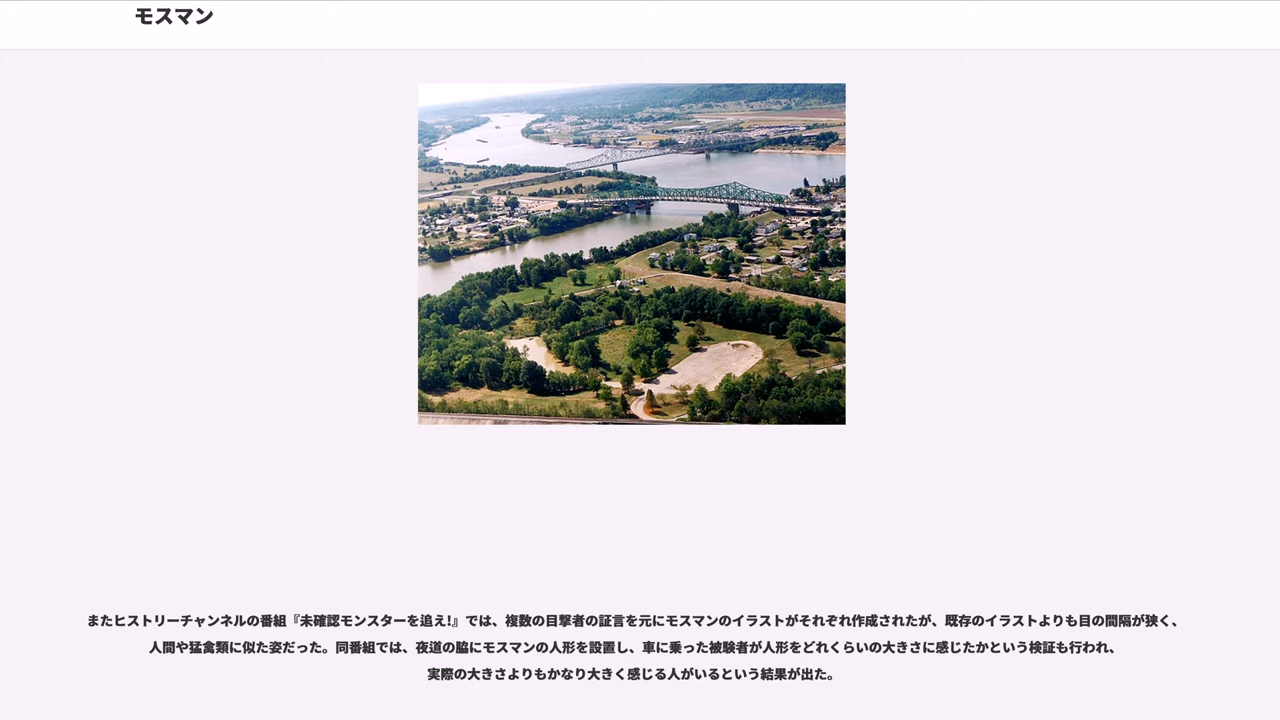 モスマン
またヒストリーチャンネルの番組『未確認モンスターを追え!』では、複数の目撃者の証言を元にモスマンのイラストがそれぞれ作成されたが、既存のイラストよりも目の間隔が狭く、
人間や猛禽類に似た姿だった。同番組では、夜道の脇にモスマンの人形を設置し、車に乗った被験者が人形をどれくらいの大きさに感じたかという検証も行われ、
実際の大きさよりもかなり大きく感じる人がいるという結果が出た。